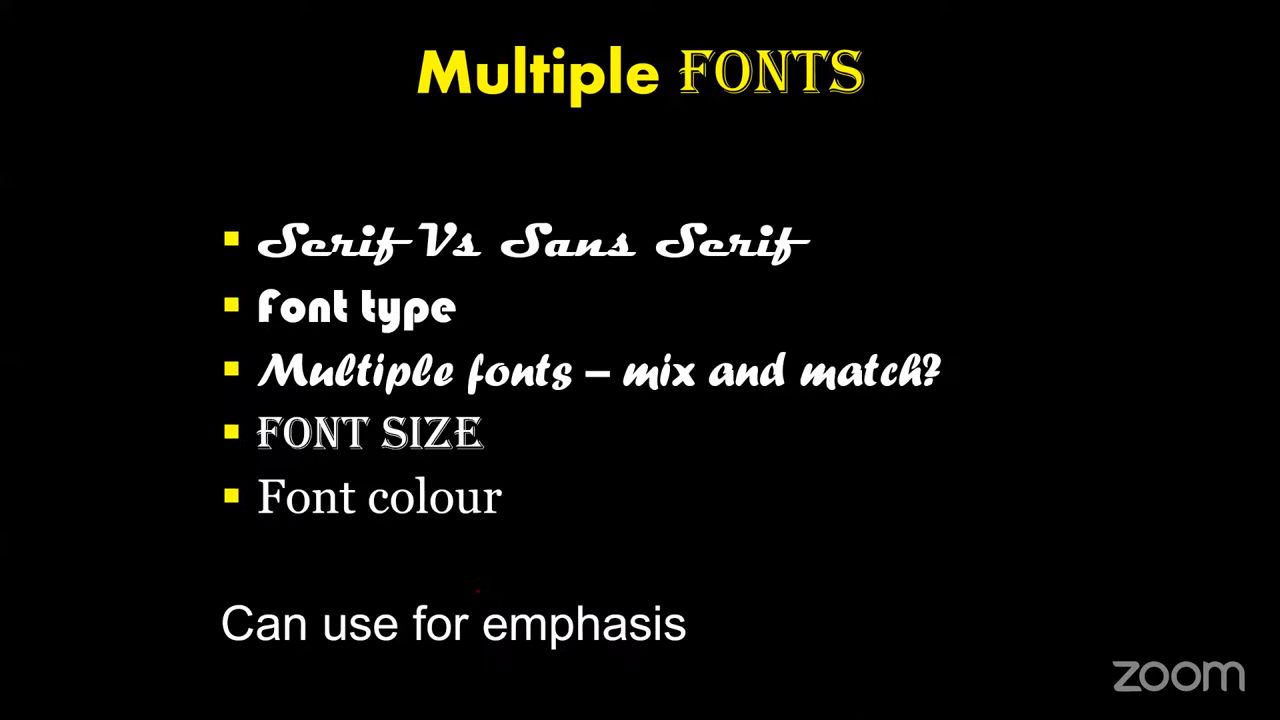 Multiple FONTS
Serif Vs Sans Serif
Font type
Multiple fonts – mix and match?
FONT SIZE
Font colour
Can use for emphasis
zoom